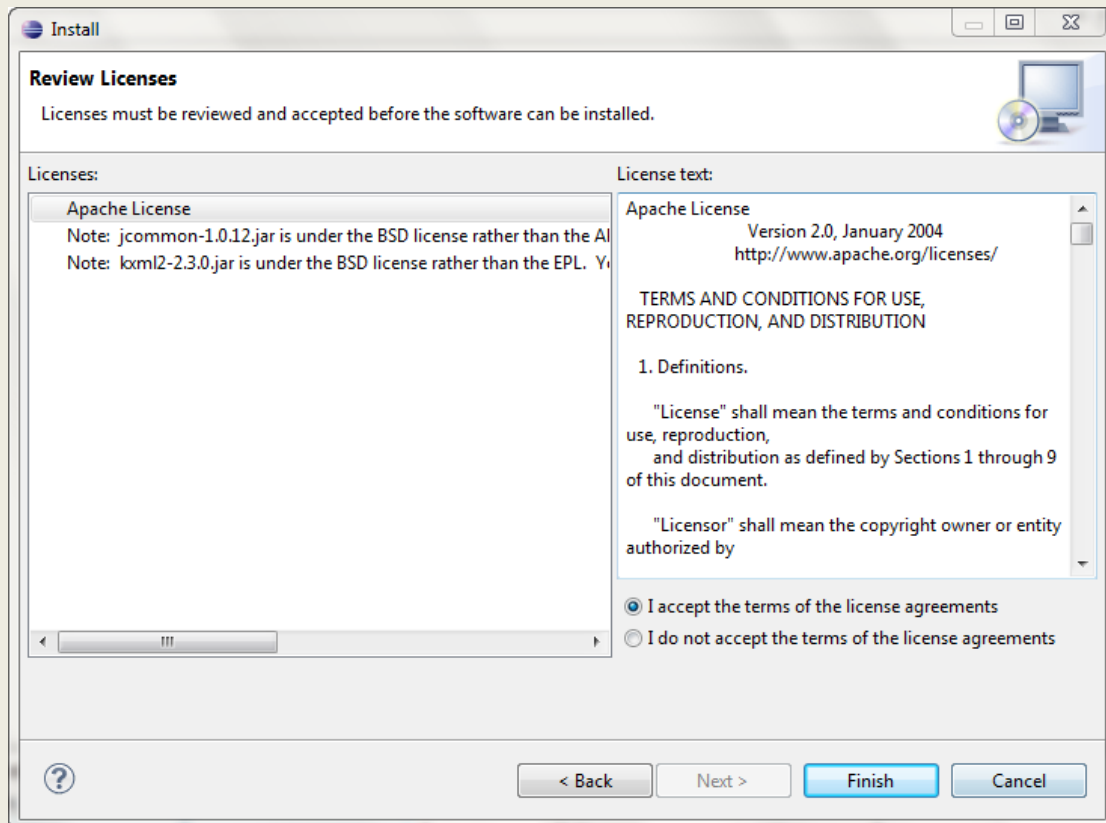 Install
Review Licenses
Licenses must be reviewed and accepted before the software can be installed.
Licenses:
Apache License
Note: jcommon-1.0.12.jar is under the BSD license rather than the
Note: kxml2-2.3.0.jar is under the BSD license rather than the EPL.
License text:
Apache License
Version 2.0, January 2004
http://www.apache.org/licenses/
TERMS AND CONDITIONS FOR USE,
REPRODUCTION, AND DISTRIBUTION
1. Definitions.
"License" shall mean the terms and conditions for
use, reproduction,
and distribution as defined by Sections 1 through 9
of this document.
"Licensor" shall mean the copyright owner or entity
authorized by
I accept the terms of the license agreements
I do not accept the terms of the license agreements
?
< Back
Next >
Finish
Cancel